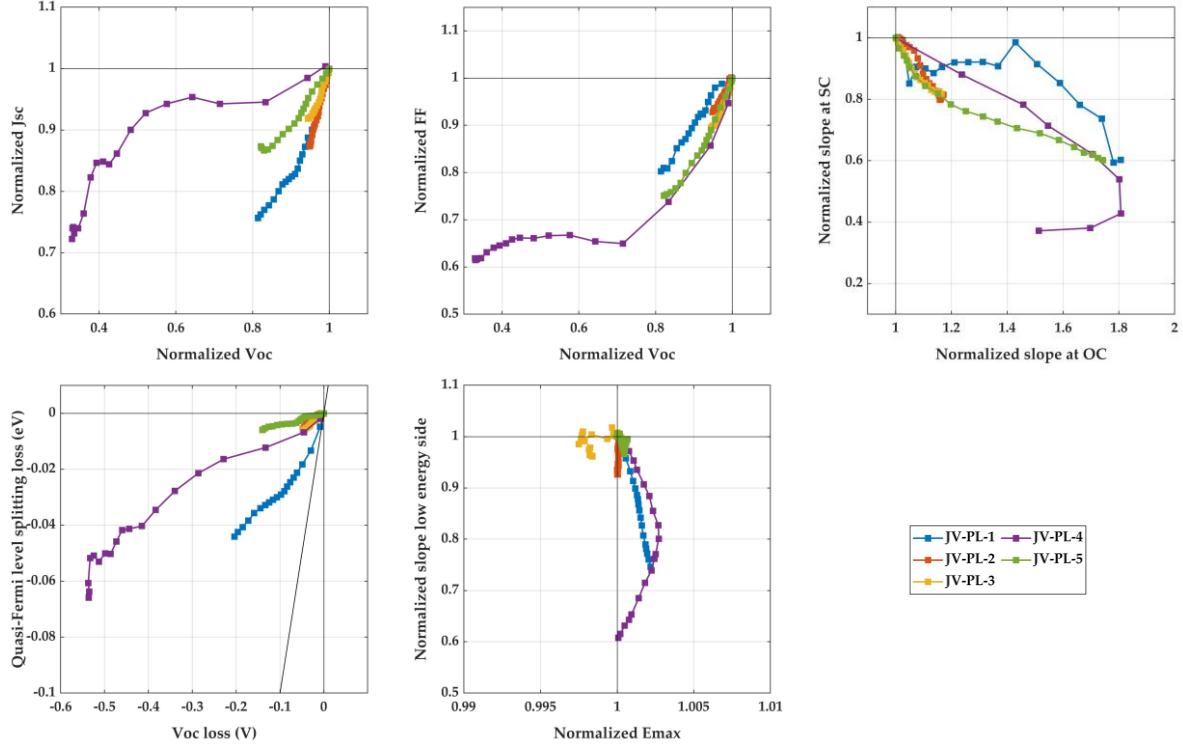 1.1
1
0.9
0.8
0.7
0.6
Normalized Jsc
0.4 0.6 0.8 1
Normalized Voc
1.1
1
0.9
0.8
0.7
0.6
0.5
Normalized FF
0.4 0.6 0.8 1
Normalized Voc
1
0.8
0.6
0.4
0.2
Normalized slope at SC
1 1.2 1.4 1.6 1.8 2
Normalized slope at OC
0
-0.02
-0.04
-0.06
-0.08
-0.1
Quasi-Fermi level splitting loss (eV)
-0.6 -0.5 -0.4 -0.3 -0.2 -0.1 0
Voc loss (V)
1.1
1
0.9
0.8
0.7
0.6
0.5
Normalized slope low energy side
0.99 0.995 1 1.005 1.01
Normalized Emax
JV-PL-1 JV-PL-4
JV-PL-2 JV-PL-5
JV-PL-3